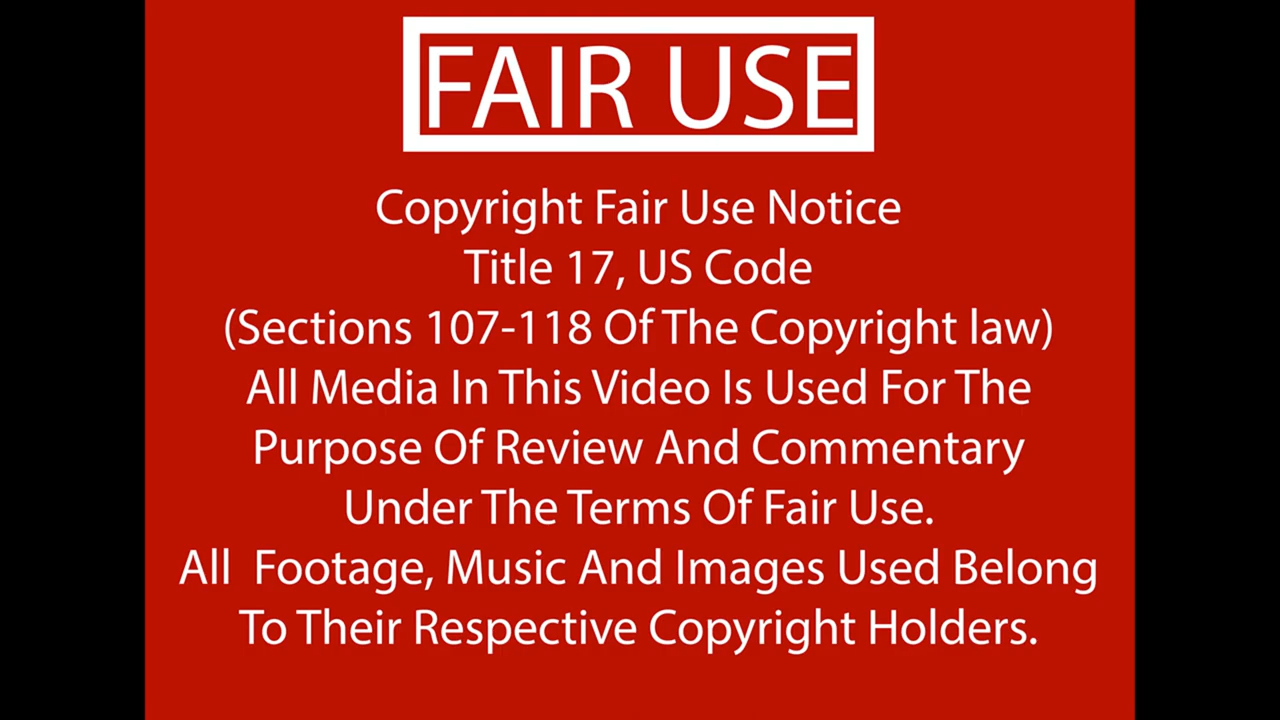 FAIR USE
Copyright Fair Use Notice
Title 17, US Code
(Sections 107-118 Of The Copyright law)
All Media In This Video Is Used For The
Purpose Of Review And Commentary
Under The Terms Of Fair Use.
All  Footage, Music And Images Used Belong
To Their Respective Copyright Holders.